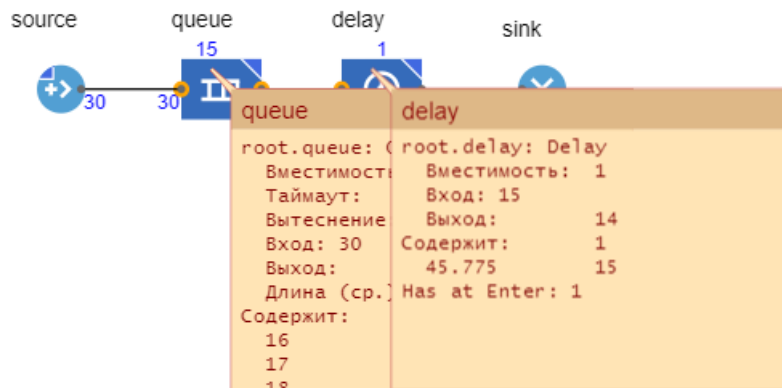 source
queue
delay
sink
15
1
30
30
queue
root.queue:
Вместимость
Таймаут:
Вытеснение
Вход: 30
Выход:
Длина (ср.)
Содержит:
16
17
18
delay
root.delay: Delay
Вместимость: 1
Вход: 15
Выход: 14
Содержит: 1
45.775 15
Has at Enter: 1